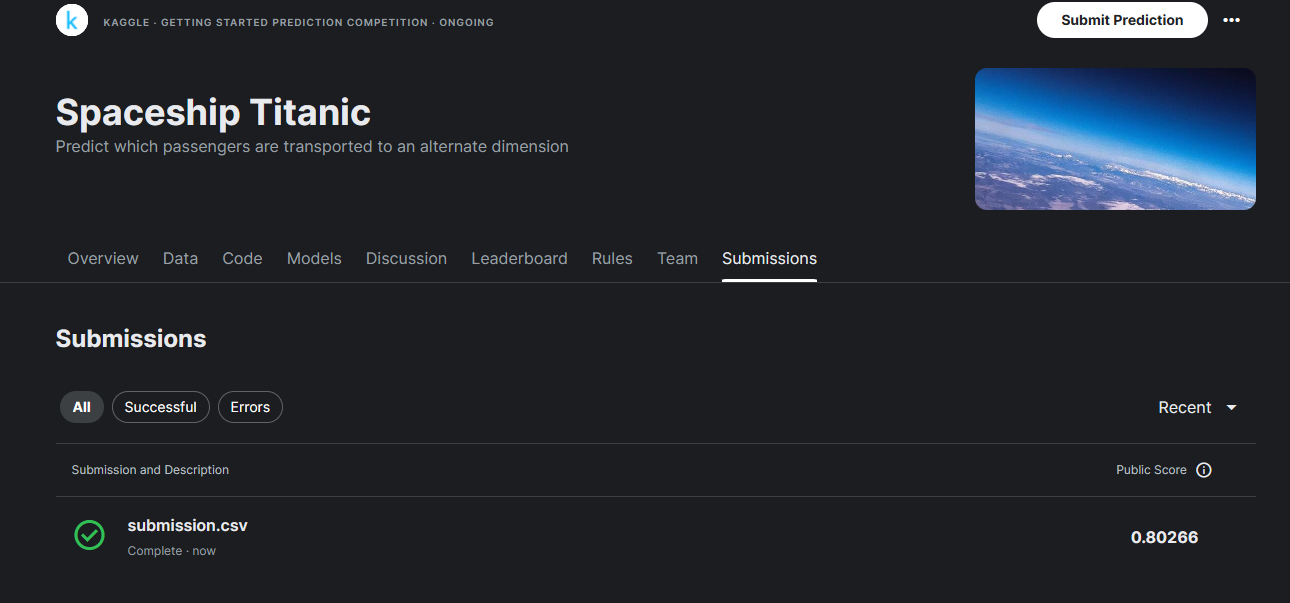 k KAGGLE · GETTING STARTED PREDICTION COMPETITION · ONGOING
Submit Prediction
Spaceship Titanic
Predict which passengers are transported to an alternate dimension
Overview Data Code Models Discussion Leaderboard Rules Team Submissions
Submissions
All Successful Errors Recent
Submission and Description Public Score
submission.csv
Complete · now
0.80266